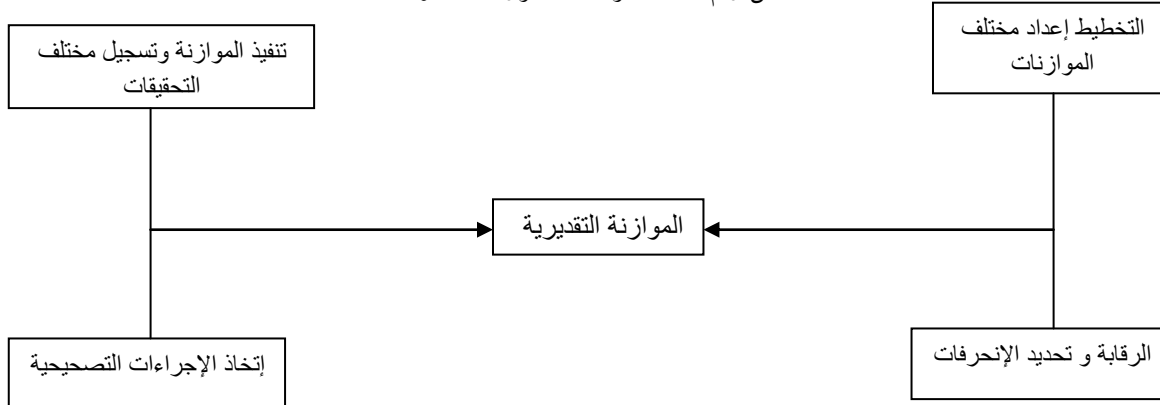 التخطيط إعداد مختلف
الموازنات
تنفيذ الموازنة وتسجيل مختلف
التحقيقات
الموازنة التقديرية
الرقابة و تحديد الإنحرفات
إتخاذ الإجراءات التصحيحية